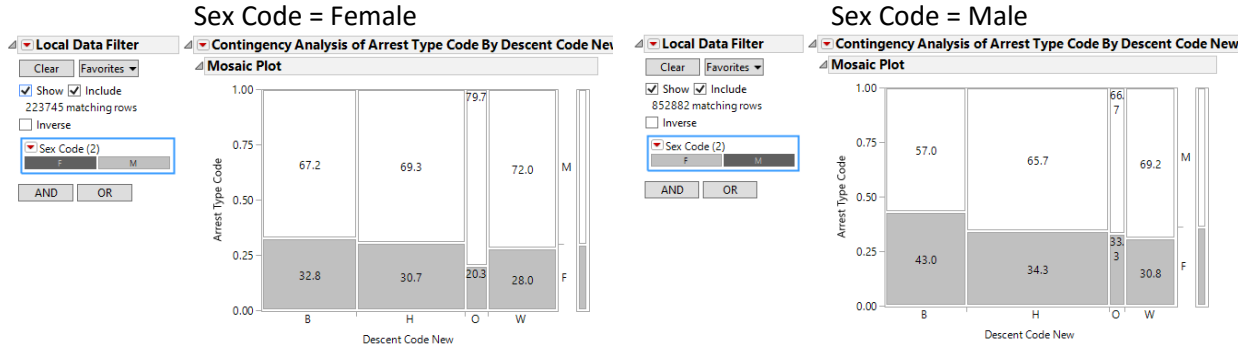 Sex Code = Female
Local Data Filter
Clear Favorites
Show Include
223745 matching rows
Inverse
Sex Code (2)
F M
AND OR
Contingency Analysis of Arrest Type Code By Descent Code New
Mosaic Plot
Arrest Type Code
1.00
0.75
0.50
0.25
0.00
67.2 69.3 79.7 72.0
32.8 30.7 20.3 28.0
M
F
B H O W
Descent Code New
Sex Code = Male
Local Data Filter
Clear Favorites
Show Include
852882 matching rows
Inverse
Sex Code (2)
F M
AND OR
Contingency Analysis of Arrest Type Code By Descent Code New
Mosaic Plot
Arrest Type Code
1.00
0.75
0.50
0.25
0.00
57.0 65.7 66.7 69.2
43.0 34.3 33.3 30.8
M
F
B H O W
Descent Code New